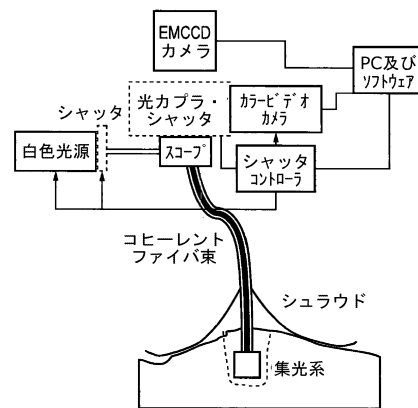 EMCCD
カメラ
PC及び
ソフトウェア
光カプラ・
シャッタ
カラービデオ
カメラ
シャッタ
白色光源
スコープ
シャッタ
コントローラ
コヒーレント
ファイバ束
シュラウド
集光系